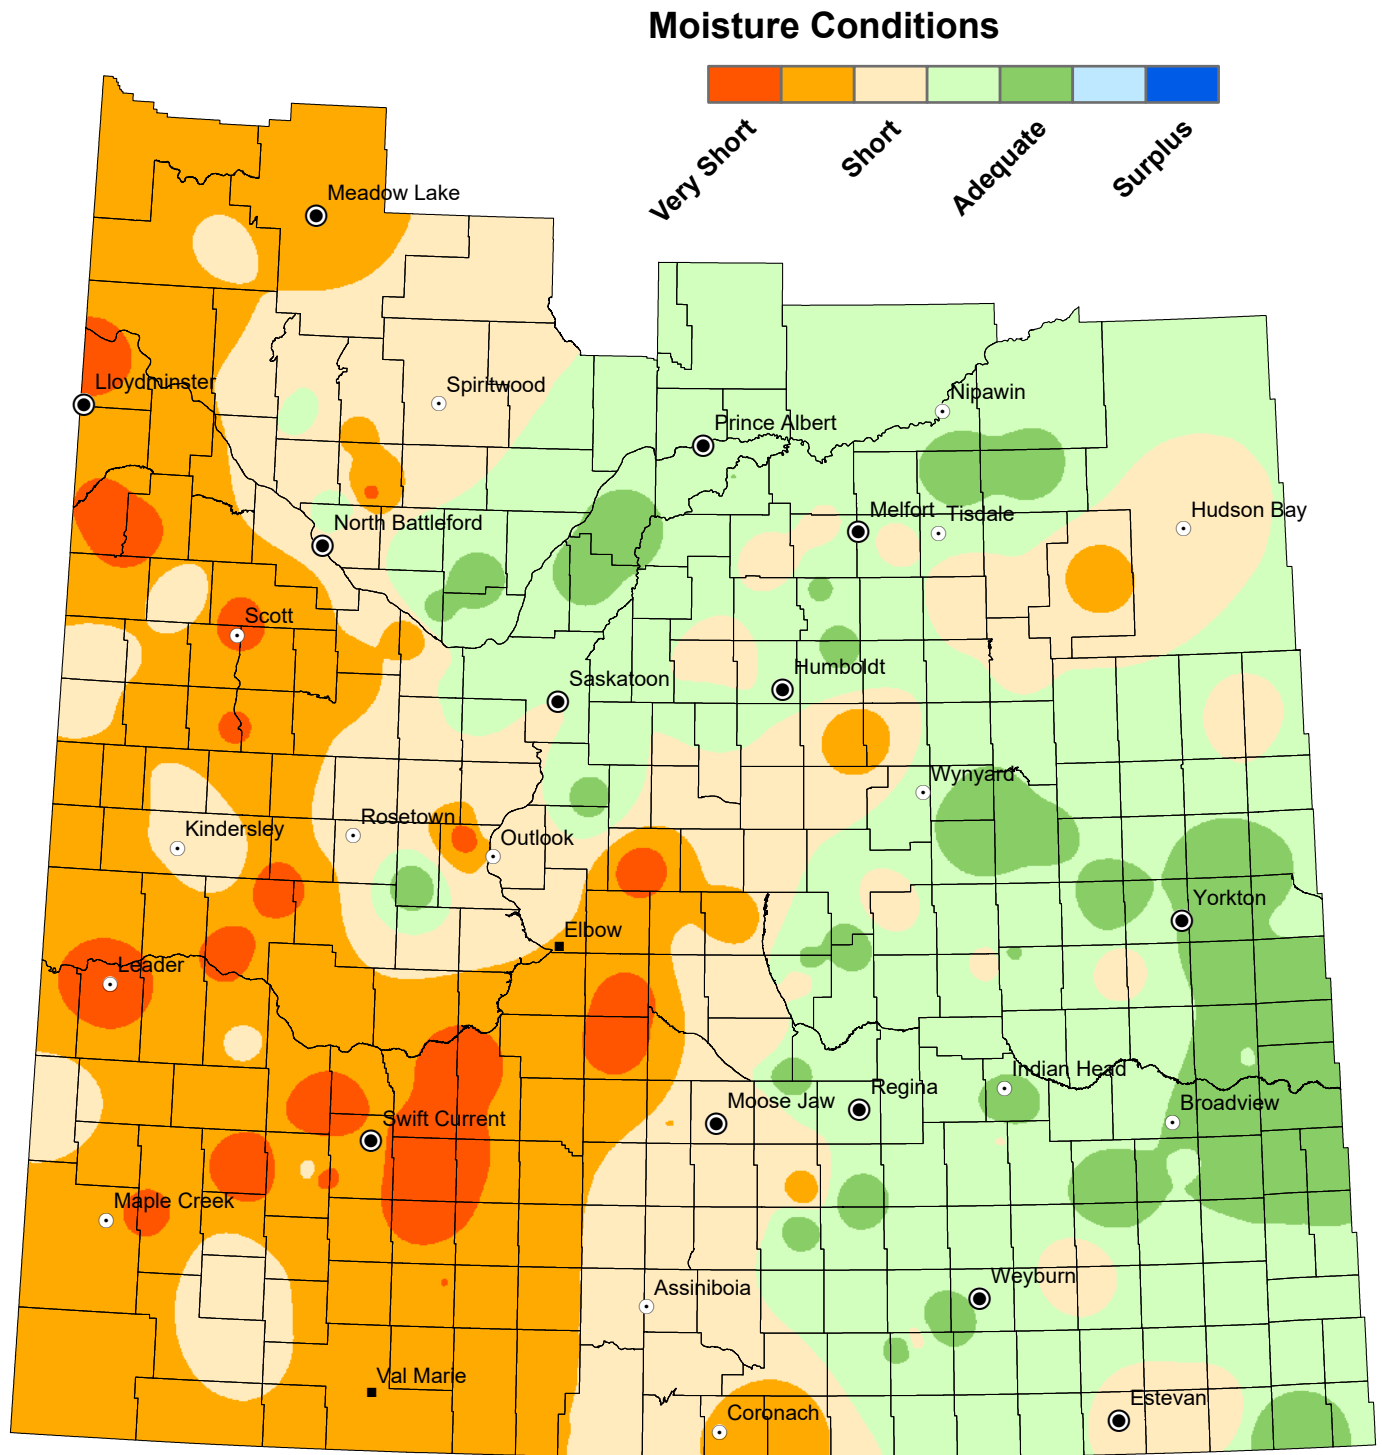 Moisture Conditions
Very Short
Short
Adequate
Surplus
Meadow Lake
Lloydminster
Spiritwood
Nipawin
Prince Albert
North Battleford
Melfort
Tisdale
Hudson Bay
Scott
Saskatoon
Humboldt
Wynyard
Kindersley
Rosetown
Outlook
Yorkton
Elbow
Leader
Indian Head
Regina
Moose Jaw
Broadview
Swift Current
Maple Creek
Weyburn
Assiniboia
Val Marie
Estevan
Coronach